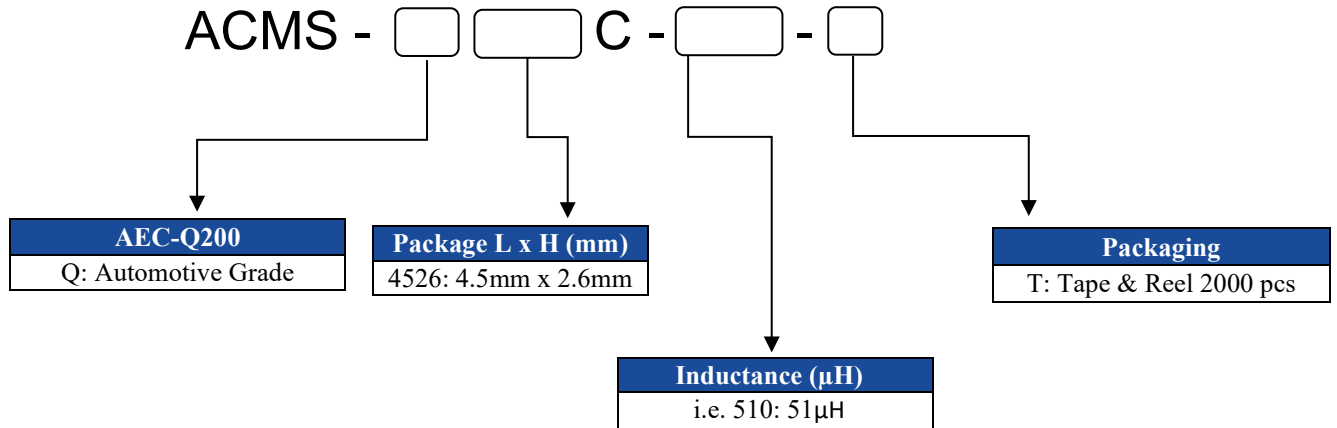 ACMS - C - -
AEC-Q200
Q: Automotive Grade
Package L x H (mm)
4526: 4.5mm x 2.6mm
Packaging
T: Tape & Reel 2000 pcs
Inductance (µH)
i.e. 510: 51µH